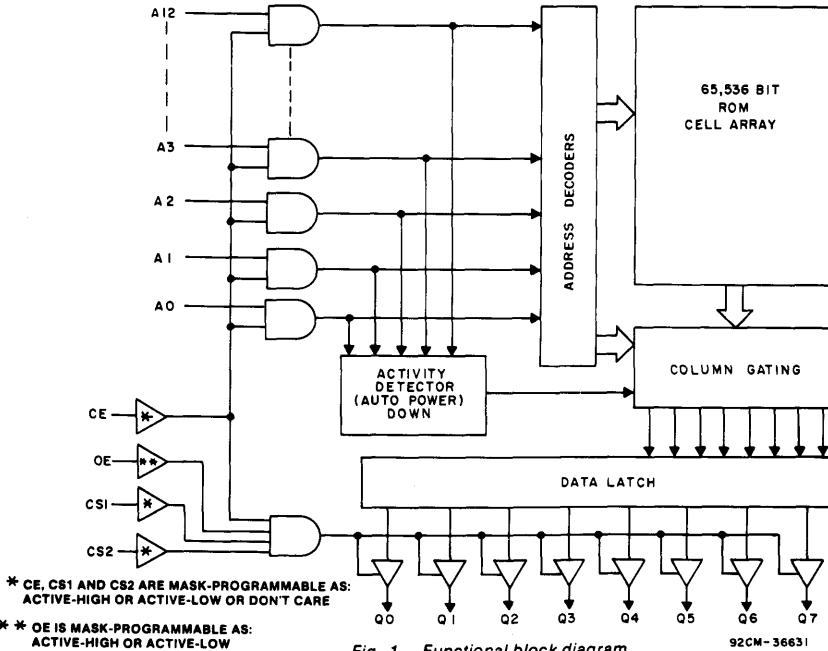 A12
A3
A2
A1
A0
ADDRESS DECODERS
65,536 BIT
ROM
CELL ARRAY
ACTIVITY
DETECTOR
(AUTO POWER)
DOWN
COLUMN GATING
CE
*
OE
**
CS1
*
CS2
*
DATA LATCH
* CE, CS1 AND CS2 ARE MASK-PROGRAMMABLE AS:
ACTIVE-HIGH OR ACTIVE-LOW OR DON'T CARE
** OE IS MASK-PROGRAMMABLE AS:
ACTIVE-HIGH OR ACTIVE-LOW
Q0 Q1 Q2 Q3 Q4 Q5 Q6 Q7
Fig. 1 Functional block diagram
92CM-36631